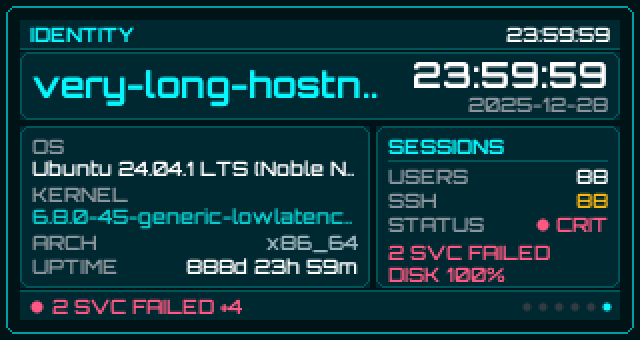 IDENTITY 23:59:59
very-long-hostn.. 23:59:59
2025-12-28
OS
Ubuntu 24.04.1 LTS (Noble N..
KERNEL
6.8.0-45-generic-lowlatenc..
ARCH x86_64
UPTIME 888d 23h 59m
SESSIONS
USERS 88
SSH 88
STATUS CRIT
2 SVC FAILED
DISK 100%
2 SVC FAILED +4